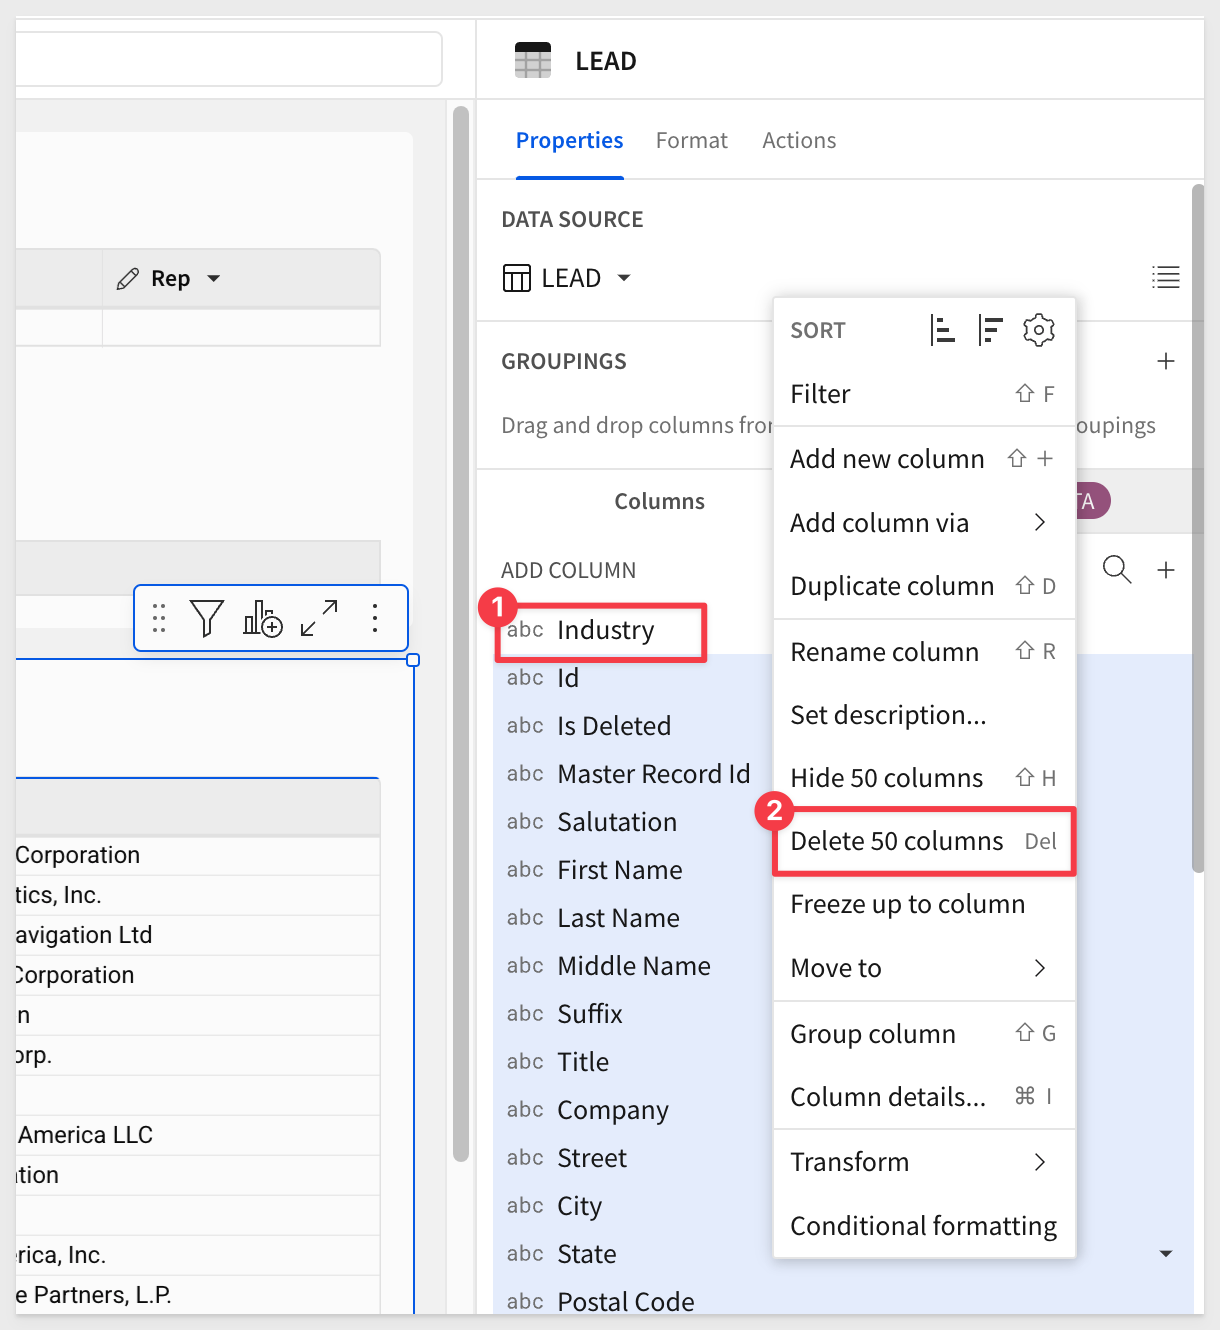 LEAD
Properties Format Actions
DATA SOURCE
LEAD
Rep
GROUPINGS
Drag and drop columns fror
oupings
Columns
TA
ADD COLUMN
1
abc Industry
abc Id
abc Is Deleted
abc Master Record Id
abc Salutation
abc First Name
abc Last Name
abc Middle Name
abc Suffix
abc Title
abc Company
abc Street
abc City
abc State
abc Postal Code
SORT
Filter ⇧ F
Add new column ⇧ +
Add column via
Duplicate column ⇧ D
Rename column ⇧ R
Set description...
Hide 50 columns ⇧ H
2
Delete 50 columns Del
Freeze up to column
Move to
Group column ⇧ G
Column details... ⌘ I
Transform
Conditional formatting
Corporation
tics, Inc.
avigation Ltd
Corporation
n
orp.
America LLC
tion
rica, Inc.
e Partners, L.P.